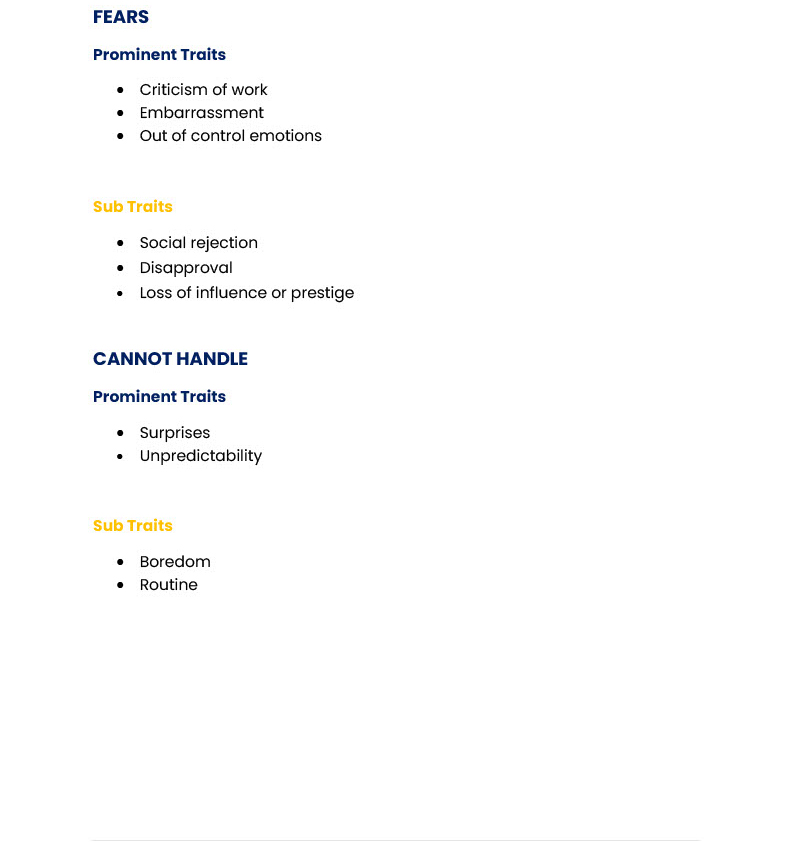 FEARS
Prominent Traits
• Criticism of work
• Embarrassment
• Out of control emotions
Sub Traits
• Social rejection
• Disapproval
• Loss of influence or prestige
CANNOT HANDLE
Prominent Traits
• Surprises
• Unpredictability
Sub Traits
• Boredom
• Routine